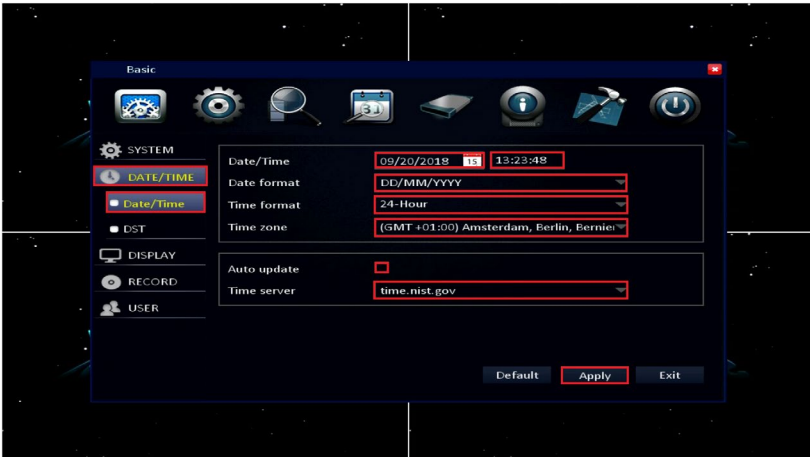 Basic
31
SYSTEM
DATE/TIME
Date/Time
DST
DISPLAY
RECORD
USER
Date/Time 09/20/2018 15 13:23:48
Date format DD/MM/YYYY
Time format 24-Hour
Time zone (GMT +01:00) Amsterdam, Berlin,
Auto update
Time server time.nist.gov
Default Apply Exit